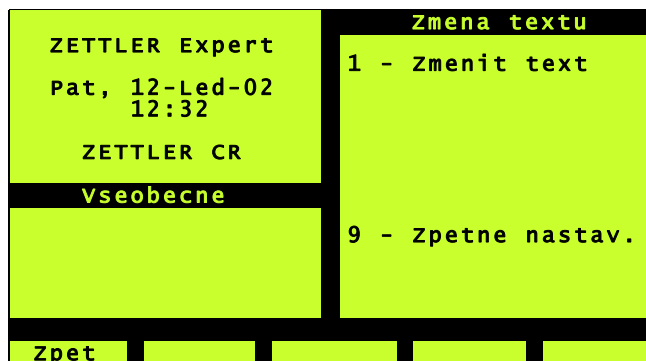 ZETTLER Expert
Pat, 12-Led-02
12:32
ZETTLER CR
Vseobecne
Zmena textu
1 - Zmenit text
9 - Zpetne nastav.
Zpet